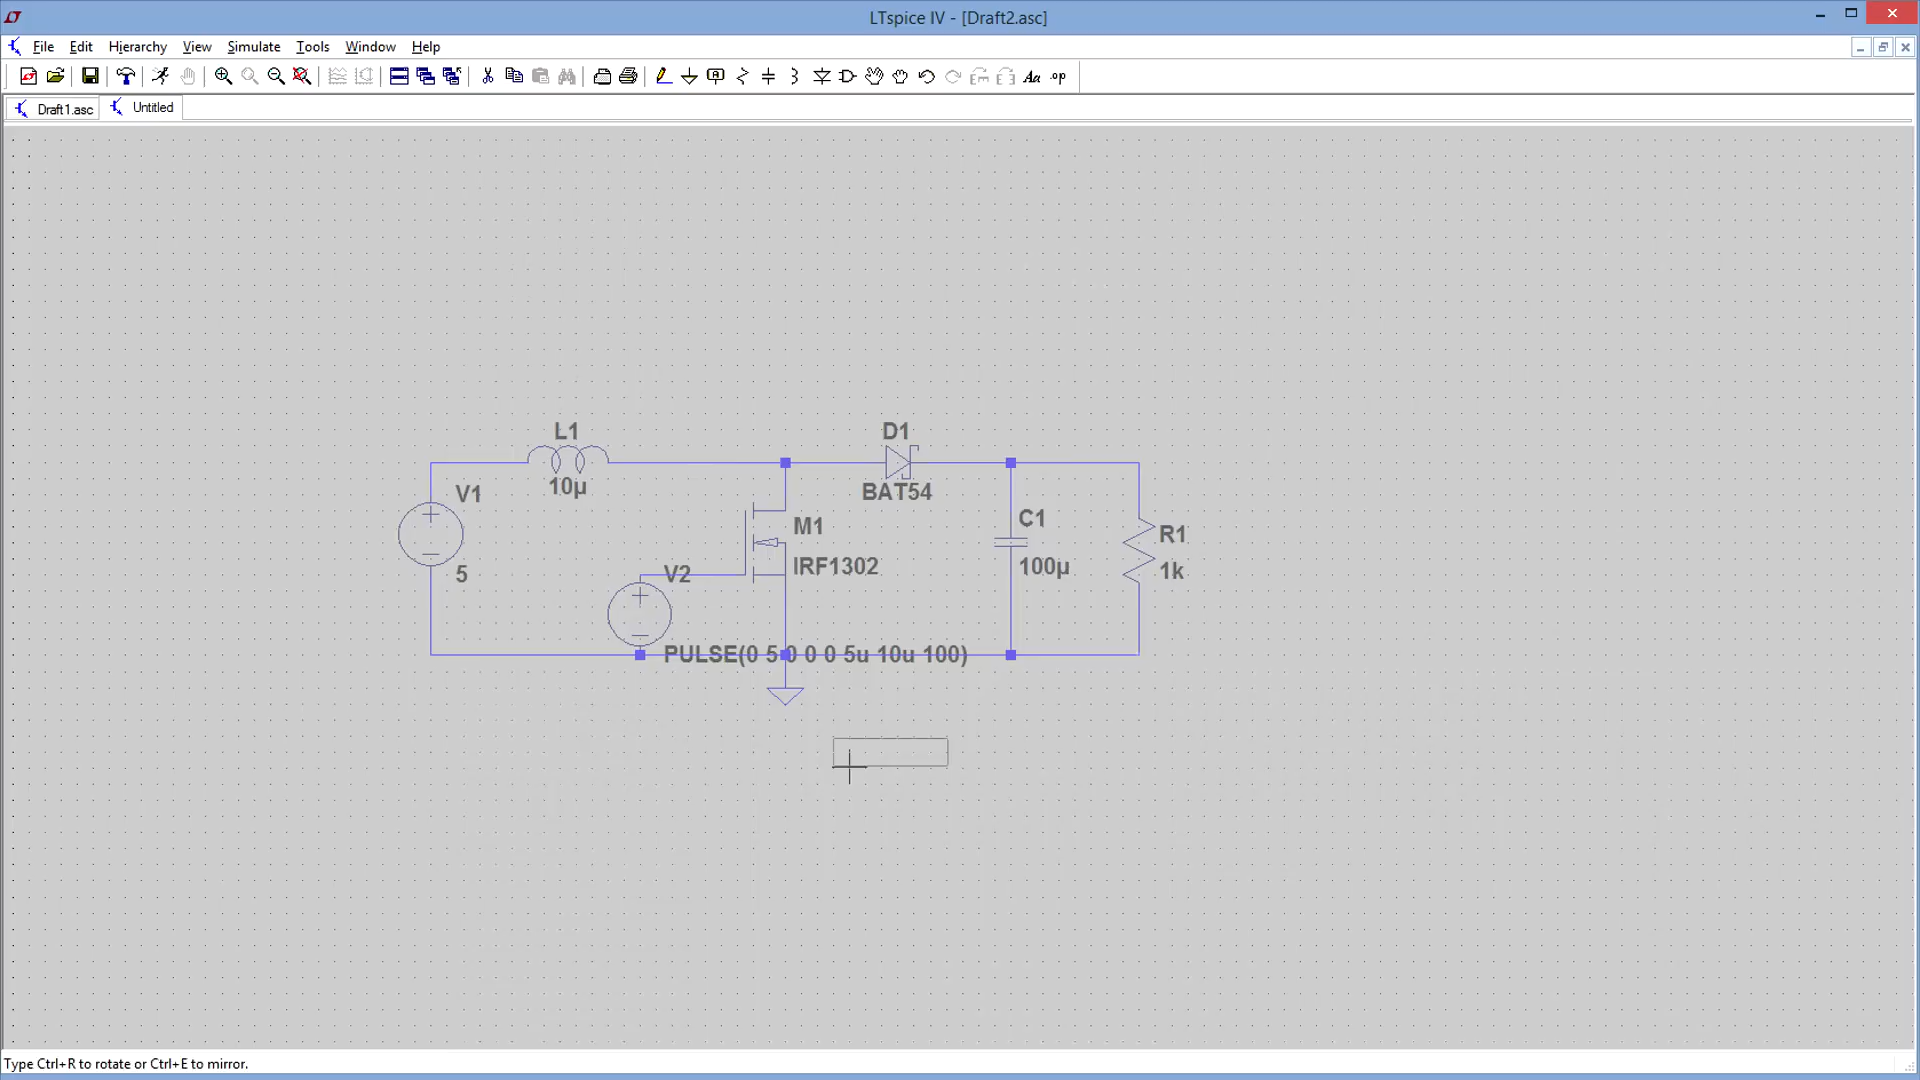 LTspice IV - [Draft2.asc]
File Edit Hierarchy View Simulate Tools Window Help
Aa .op
Draft1.asc Untitled
L1
10µ
D1
BAT54
V1
5
M1
IRF1302
V2
PULSE(0 5 0 0 0 5u 10u 100)
C1
100µ
R1
1k
Type Ctrl+R to rotate or Ctrl+E to mirror.